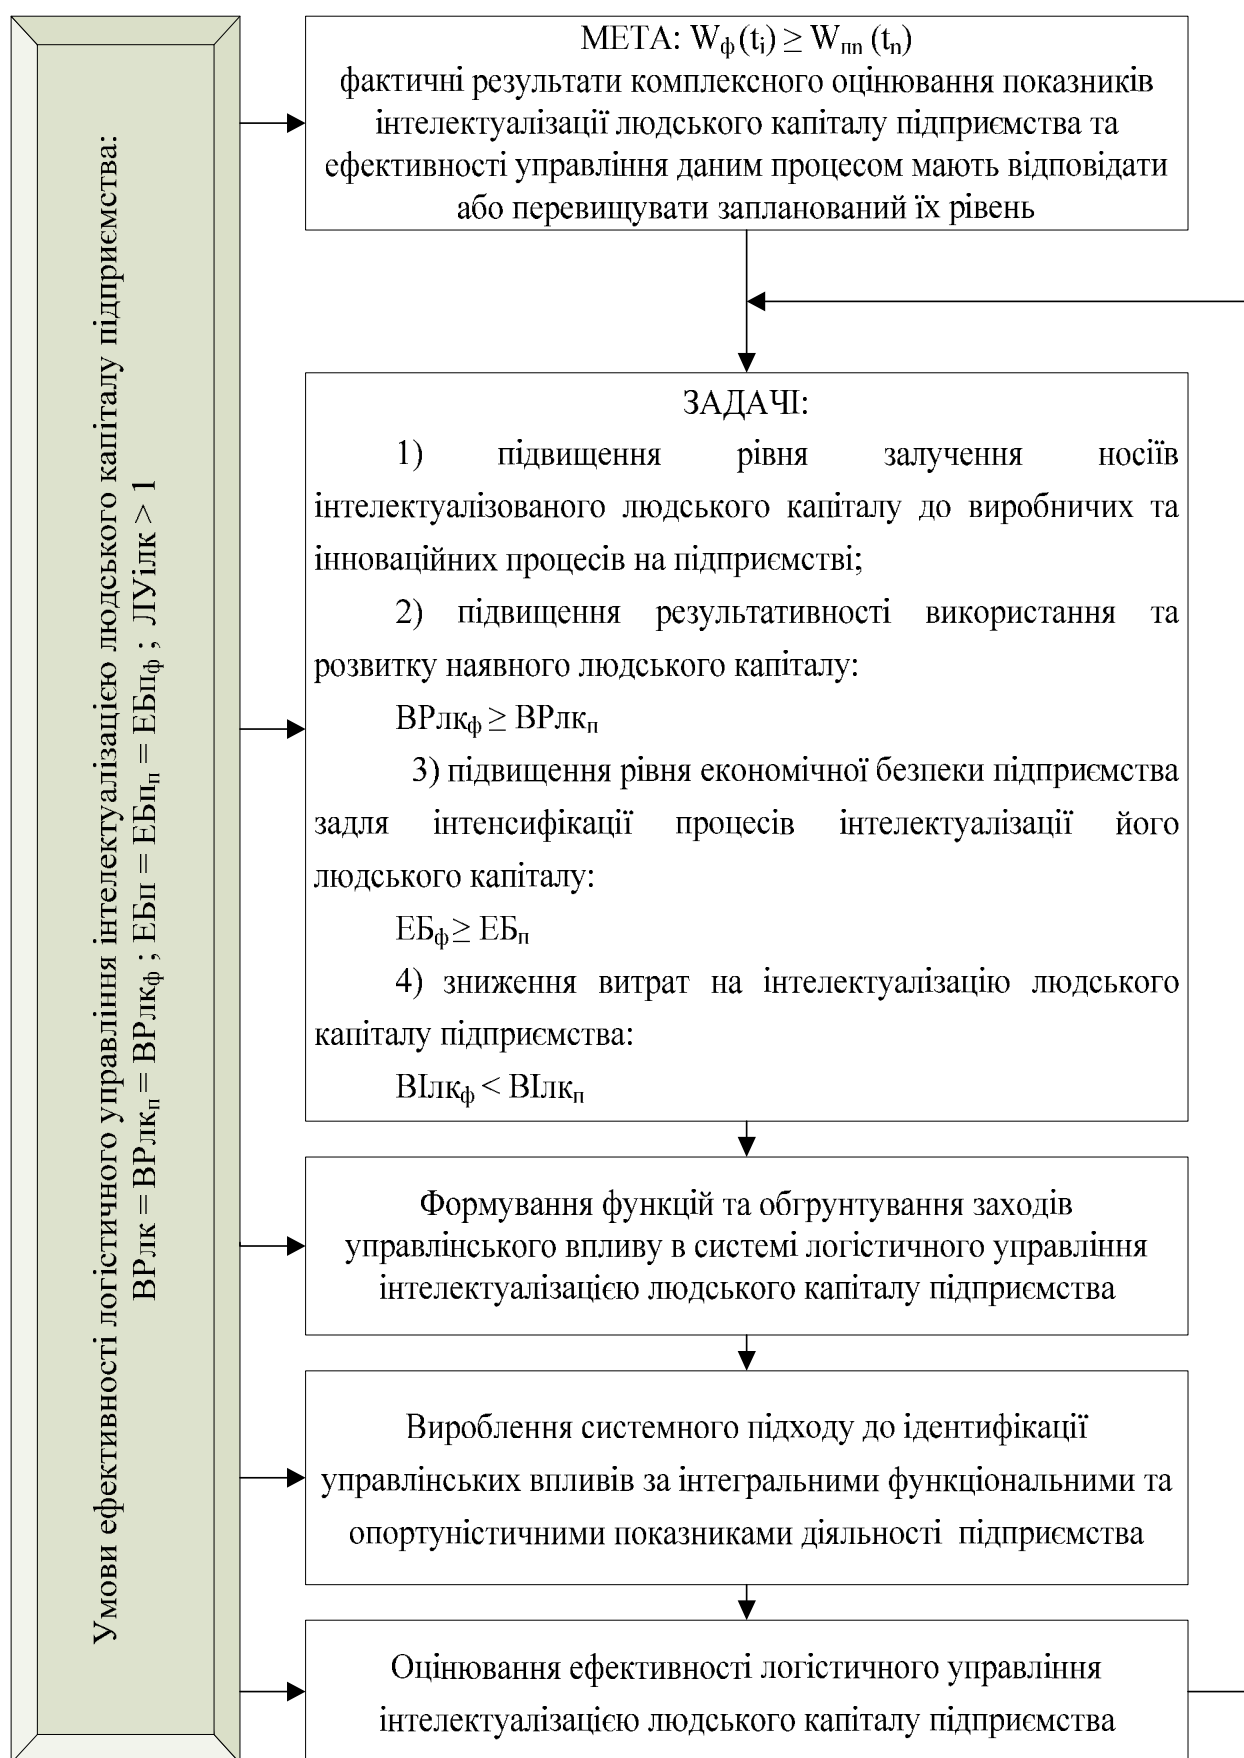 Умови ефективності логістичного управління інтелектуалізацією людського капіталу підприємства:
ВРлк = ВРлкп = ВРлкф ; ЕБп = ЕБпп = ЕБпф ; ЛУілк > 1
МЕТА: Wф (ti) ≥ Wпп (tn)
фактичні результати комплексного оцінювання показників
інтелектуалізації людського капіталу підприємства та
ефективності управління даним процесом мають відповідати
або перевищувати запланований їх рівень
ЗАДАЧІ:
1) підвищення рівня залучення носіїв
інтелектуалізованого людського капіталу до виробничих та
інноваційних процесів на підприємстві;
2) підвищення результативності використання та
розвитку наявного людського капіталу:
ВРлкф ≥ ВРлкп
3) підвищення рівня економічної безпеки підприємства
задля інтенсифікації процесів інтелектуалізації його
людського капіталу:
ЕБф ≥ ЕБп
4) зниження витрат на інтелектуалізацію людського
капіталу підприємства:
ВІлкф < ВІлкп
Формування функцій та обгрунтування заходів
управлінського впливу в системі логістичного управління
інтелектуалізацією людського капіталу підприємства
Вироблення системного підходу до ідентифікації
управлінських впливів за інтегральними функціональними та
опортуністичними показниками діяльності підприємства
Оцінювання ефективності логістичного управління
інтелектуалізацією людського капіталу підприємства